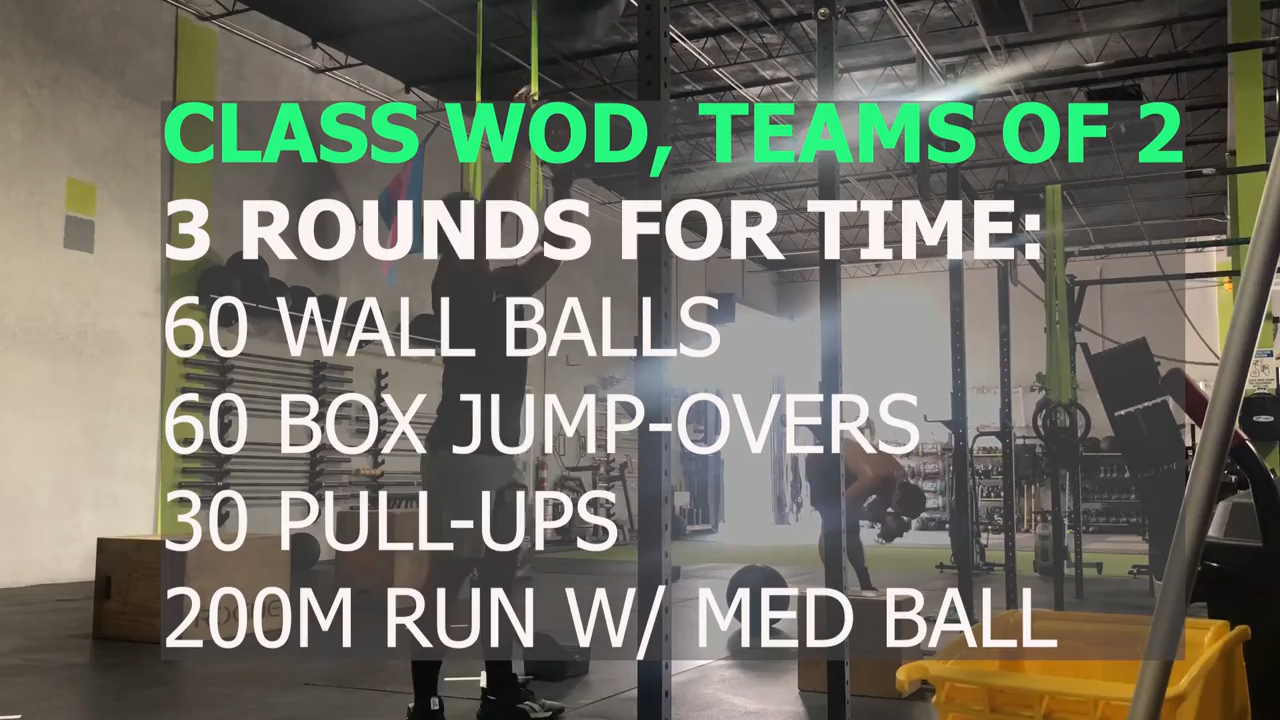 CLASS WOD, TEAMS OF 2
3 ROUNDS FOR TIME:
60 WALL BALLS
60 BOX JUMP-OVERS
30 PULL-UPS
200M RUN W/ MED BALL
ROGUE